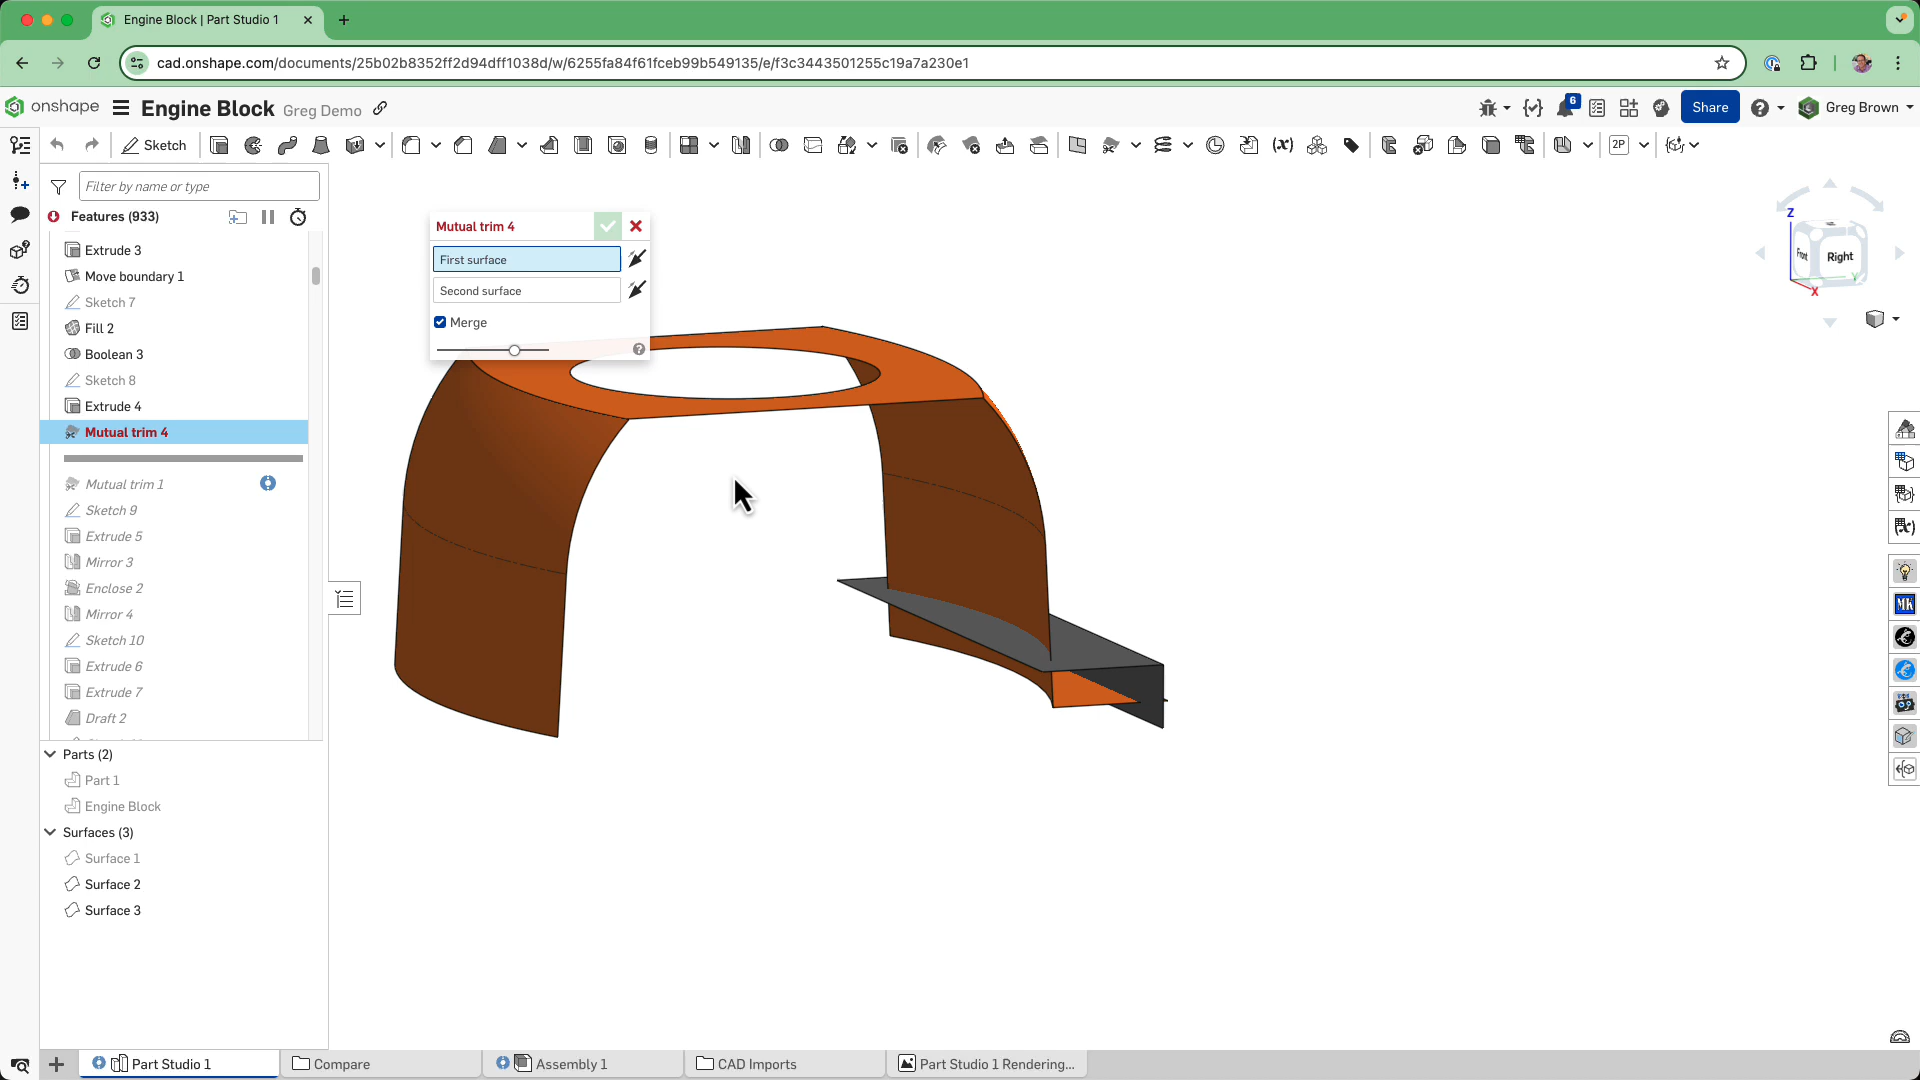 Engine Block | Part Studio 1
cad.onshape.com/documents/25b02b8352ff2d94dff1038d/w/6255fa84f61fceb99b549135/e/f3c3443501255c19a7a230e1
onshape Engine Block Greg Demo
6
Share
Greg Brown
Sketch
(x)
2P
Filter by name or type
Features (933)
Extrude 3
Move boundary 1
Sketch 7
Fill 2
Boolean 3
Sketch 8
Extrude 4
Mutual trim 4
Mutual trim 1
Sketch 9
Extrude 5
Mirror 3
Enclose 2
Mirror 4
Sketch 10
Extrude 6
Extrude 7
Draft 2
Parts (2)
Part 1
Engine Block
Surfaces (3)
Surface 1
Surface 2
Surface 3
Mutual trim 4
First surface
Second surface
Merge
Z
Front
Right
Y
X
(x)
MK
Part Studio 1
Compare
Assembly 1
CAD Imports
Part Studio 1 Rendering...